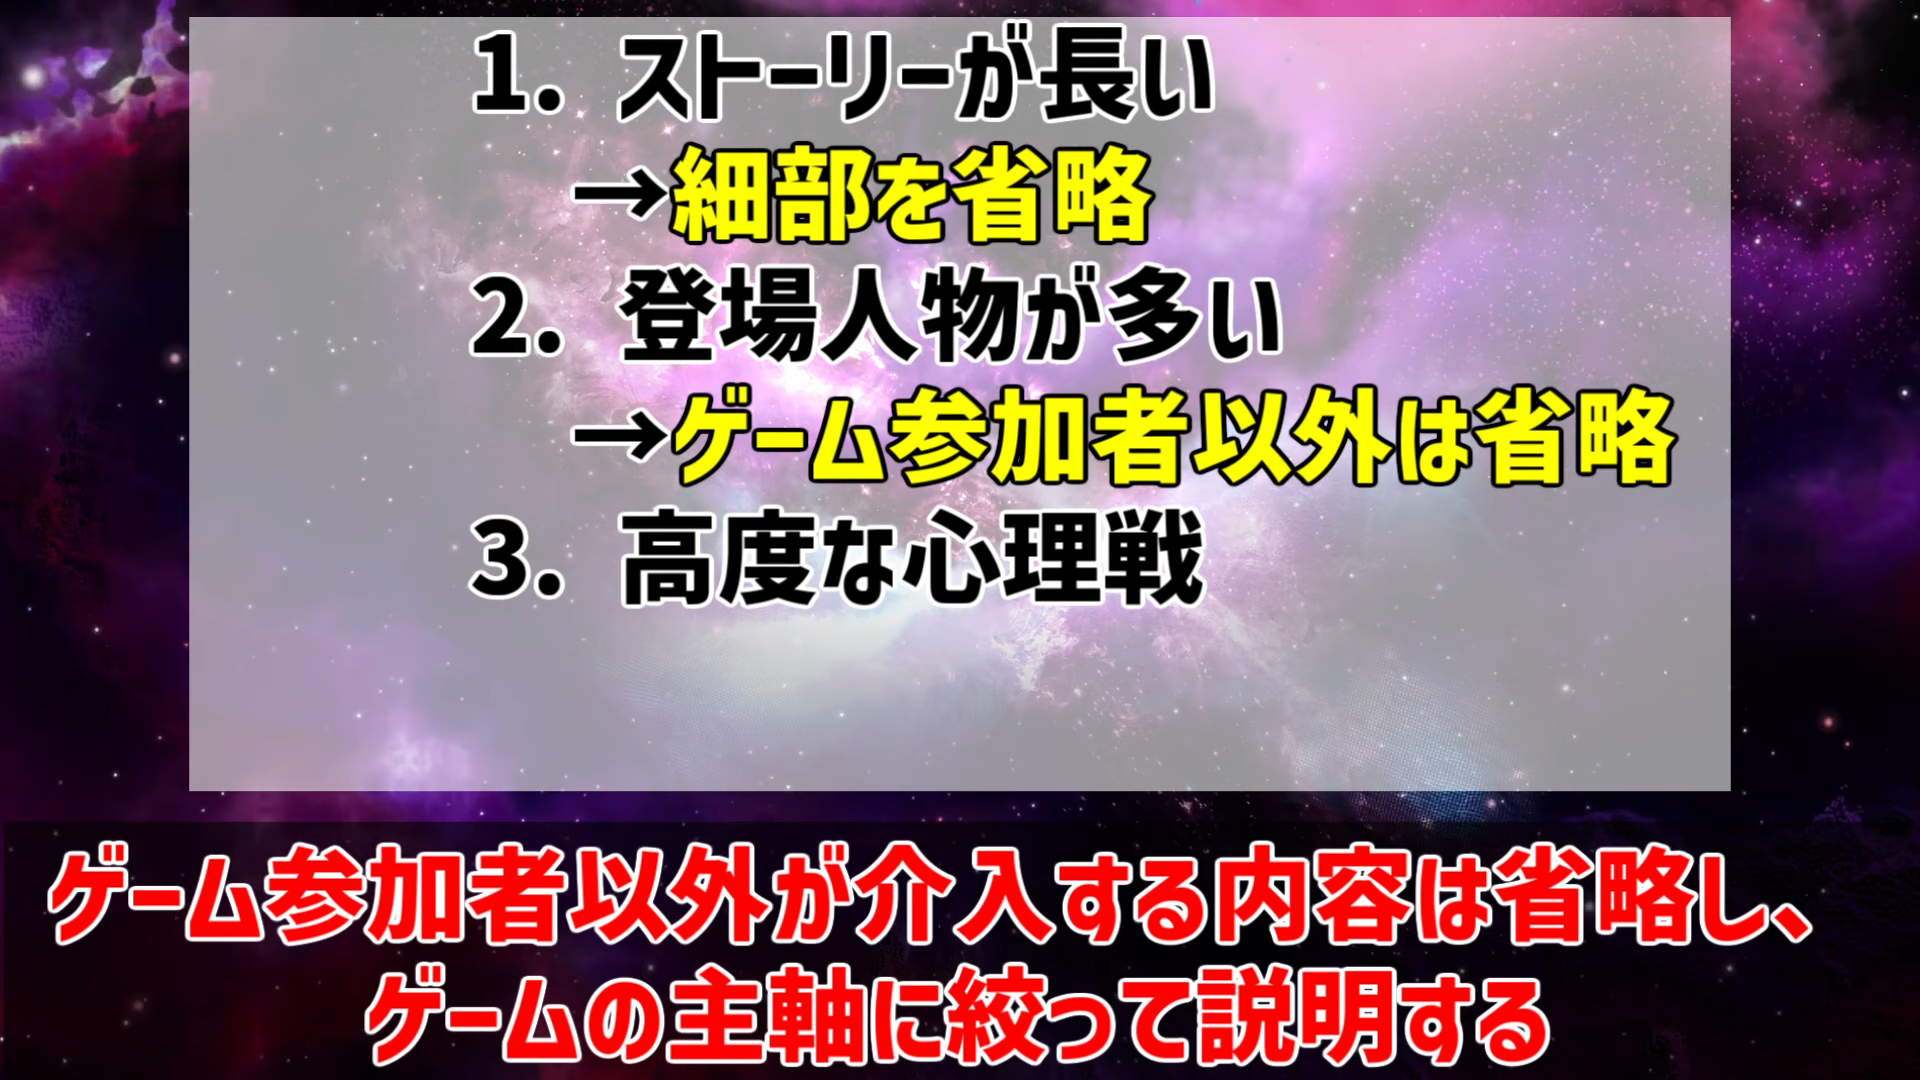 1. ストーリーが長い
→細部を省略
2. 登場人物が多い
→ゲーム参加者以外は省略
3. 高度な心理戦
ゲーム参加者以外が介入する内容は省略し、
ゲームの主軸に絞って説明する